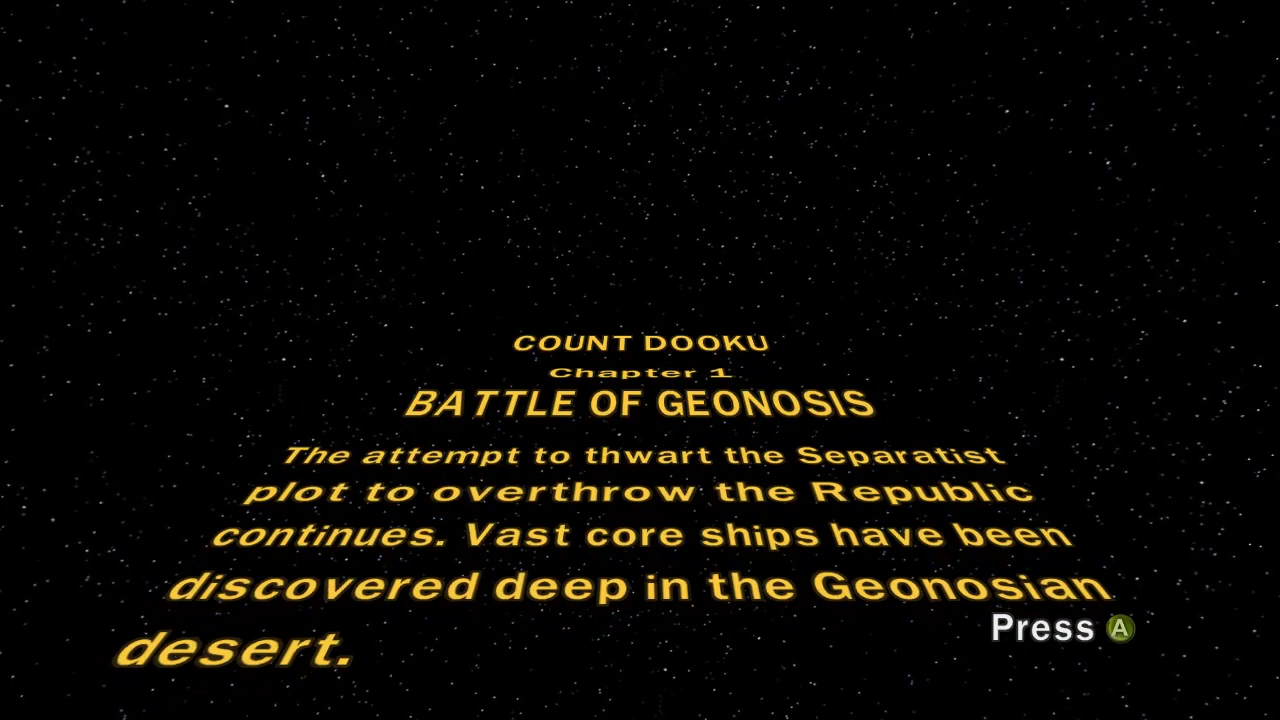 COUNT DOOKU
Chapter 1
BATTLE OF GEONOSIS
The attempt to thwart the Separatist
plot to overthrow the Republic
continues. Vast core ships have been
discovered deep in the Geonosian
desert.
Press A